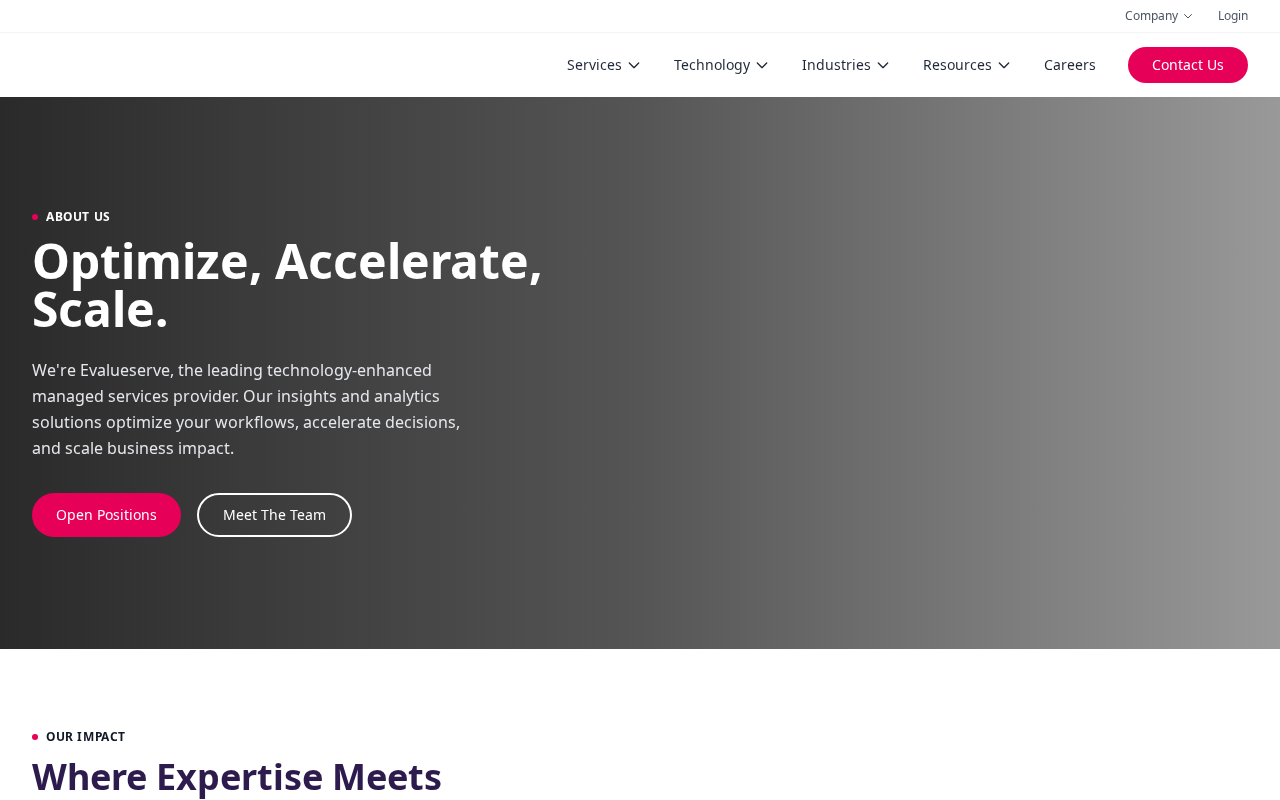 Company
Login
Services
Technology
Industries
Resources
Careers
Contact Us
ABOUT US
Optimize, Accelerate,
Scale.
We're Evalueserve, the leading technology-enhanced
managed services provider. Our insights and analytics
solutions optimize your workflows, accelerate decisions,
and scale business impact.
Open Positions
Meet The Team
OUR IMPACT
Where Expertise Meets